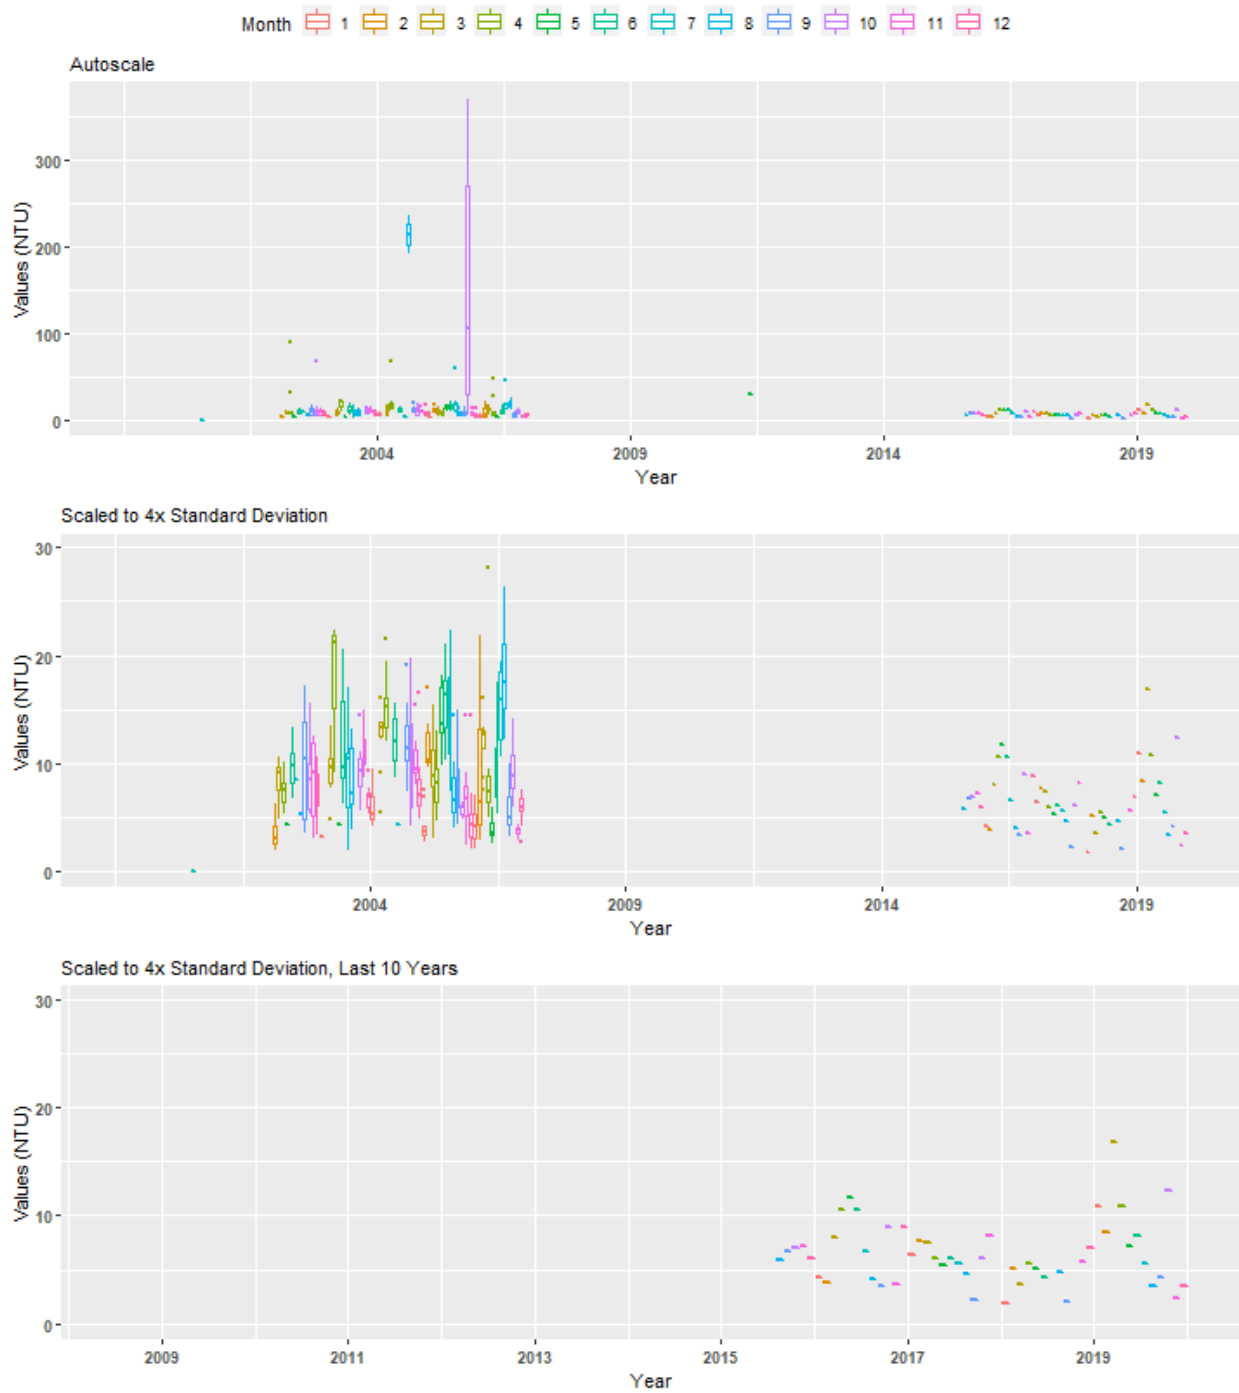 Month 1 2 3 4 5 6 7 8 9 10 11 12
Autoscale
300
200
100
0
Values (NTU)
2004 2009 2014 2019
Year
Scaled to 4x Standard Deviation
30
20
10
0
Values (NTU)
2004 2009 2014 2019
Year
Scaled to 4x Standard Deviation, Last 10 Years
30
20
10
0
Values (NTU)
2009 2011 2013 2015 2017 2019
Year